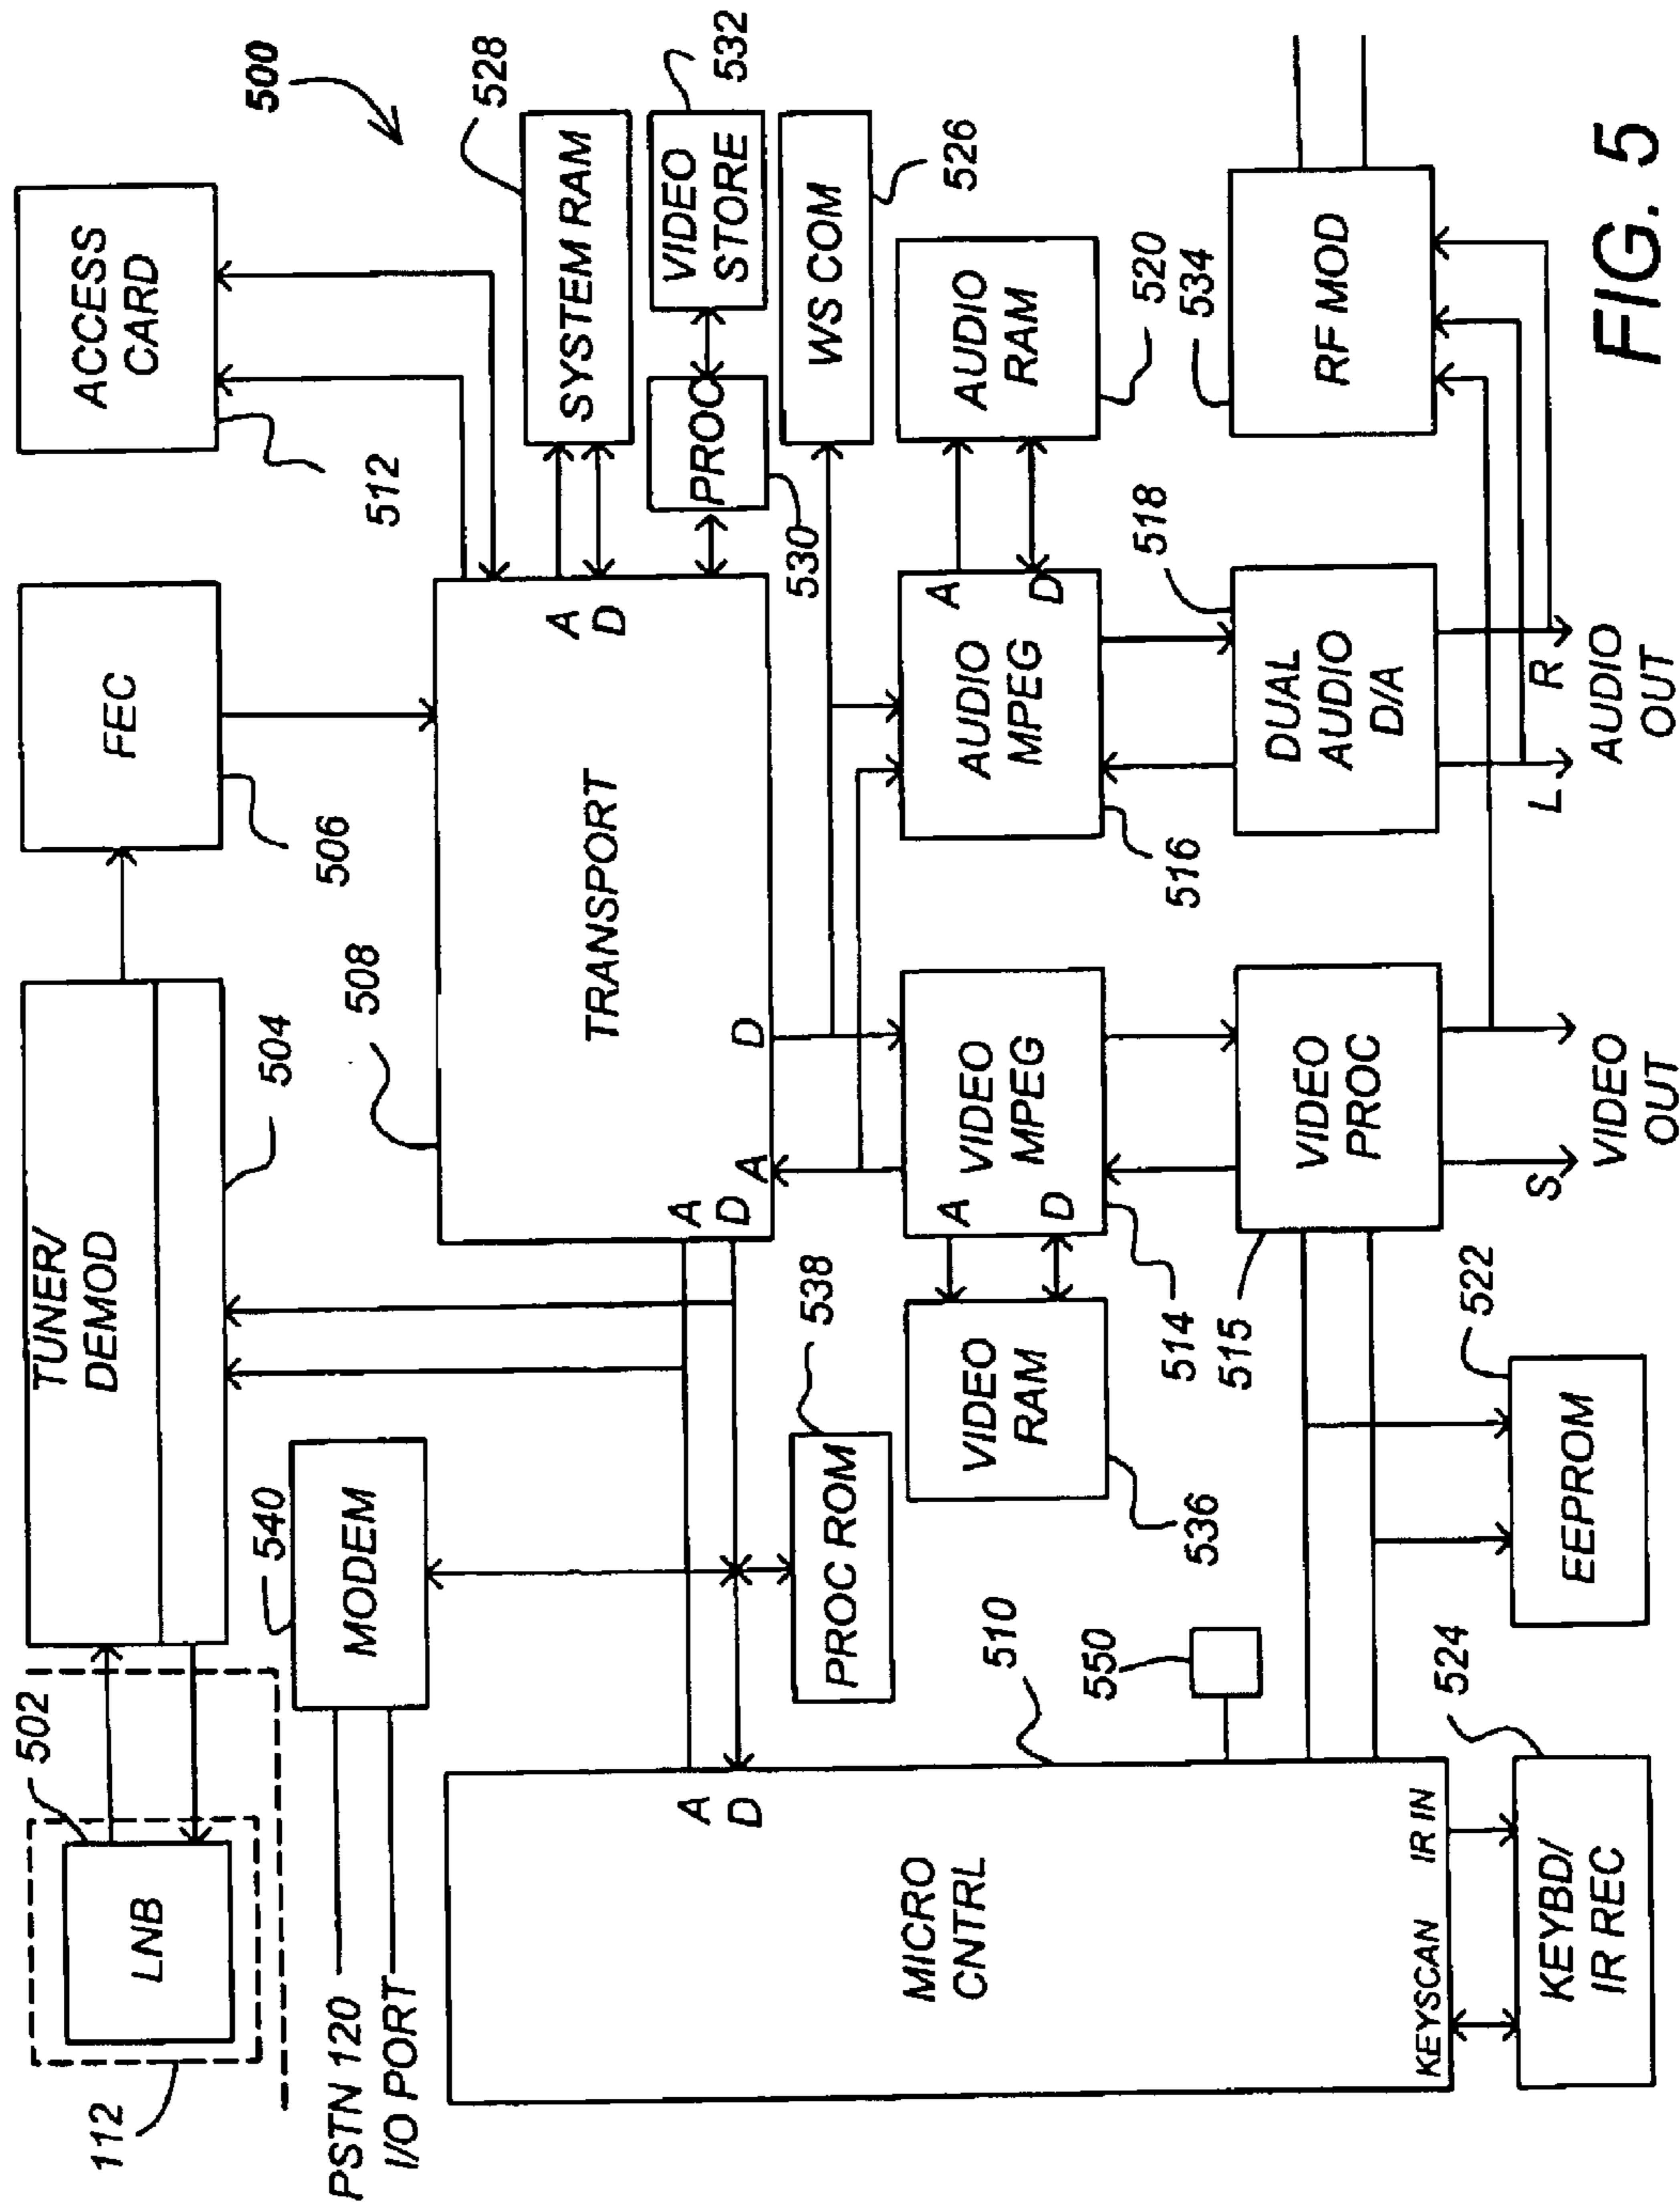 500
112
502
LNB
TUNER/
DEMOD
504
FEC
506
ACCESS
CARD
512
PSTN 120
I/O PORT
540
MODEM
508
TRANSPORT
A
D
A
D
A
D
528
SYSTEM RAM
532
VIDEO
STORE
PROC
530
WS COM
526
510
MICRO
CNTRL
A
D
KEYSCAN
IR IN
538
PROC ROM
VIDEO
RAM
536
VIDEO
MPEG
A
D
514
AUDIO
MPEG
A
D
516
AUDIO
RAM
520
550
515
VIDEO
PROC
518
DUAL
AUDIO
D/A
534
RF MOD
524
KEYBD/
IR REC
522
EEPROM
S
VIDEO
OUT
L
R
AUDIO
OUT
FIG. 5